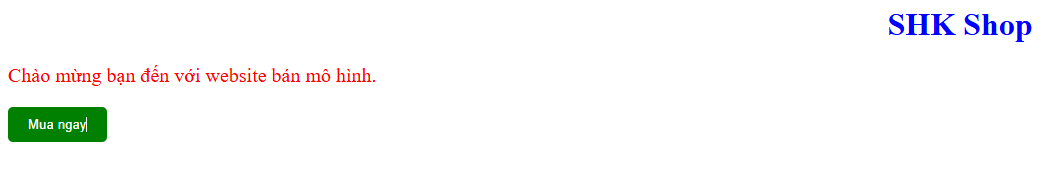 SHK Shop
Chào mừng bạn đến với website bán mô hình.
Mua ngay